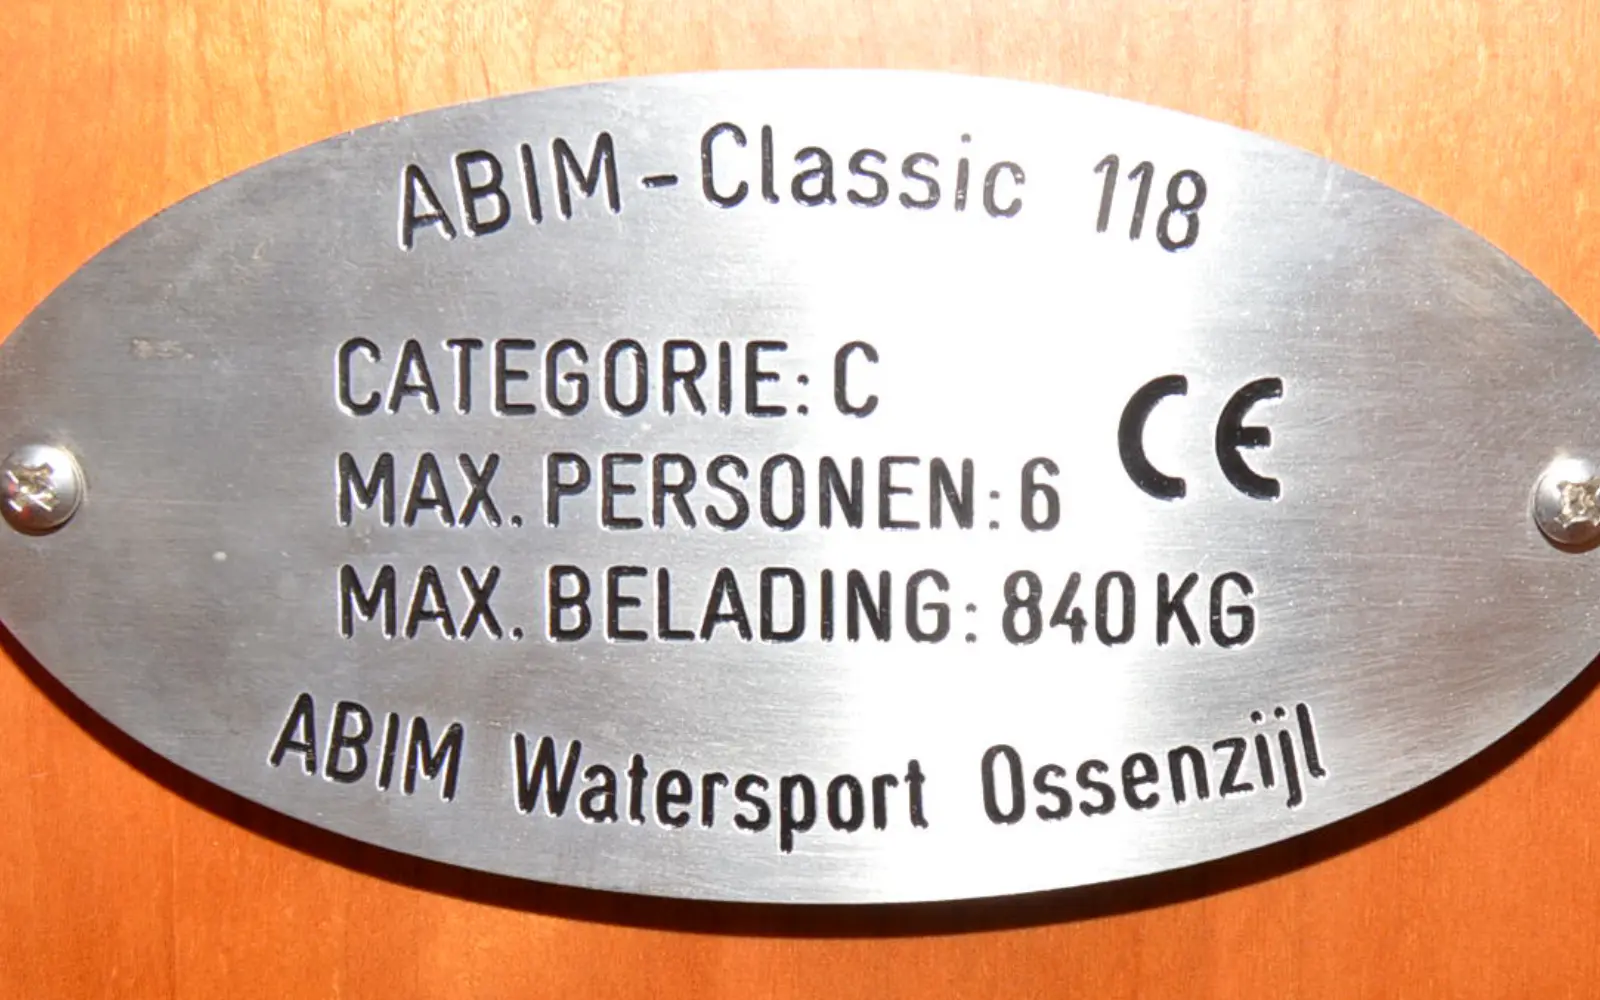 ABIM-Classic 118
CATEGORIE: C
CE
MAX. PERSONEN: 6
MAX. BELADING: 840 KG
ABIM Watersport Ossenzijl